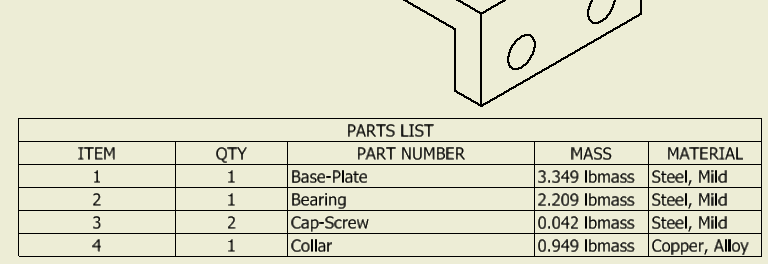 PARTS LIST
ITEM QTY PART NUMBER MASS MATERIAL
1 1 Base-Plate 3.349 lbmass Steel, Mild
2 1 Bearing 2.209 lbmass Steel, Mild
3 2 Cap-Screw 0.042 lbmass Steel, Mild
4 1 Collar 0.949 lbmass Copper, Alloy